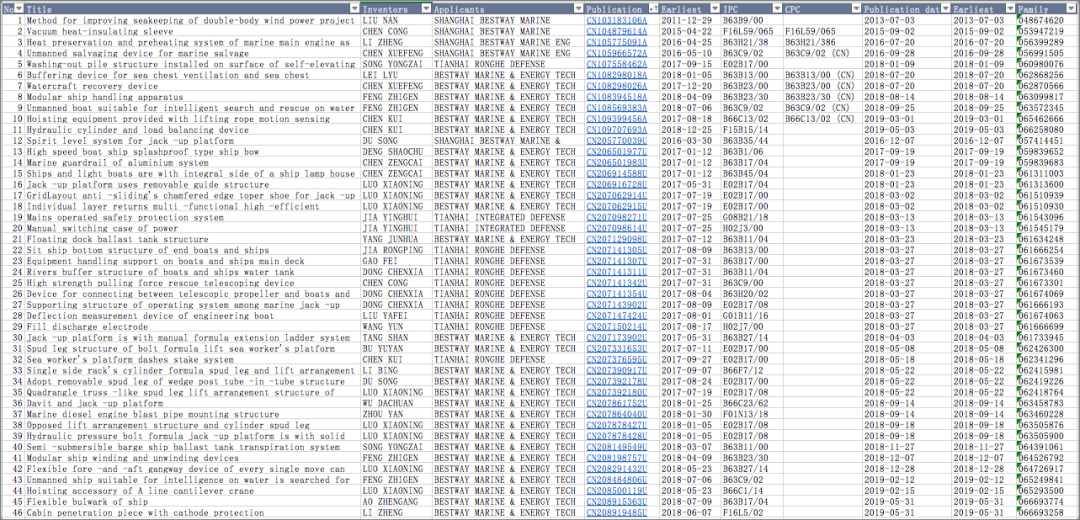 No Title Inventors Applicants Publication Earliest IPC CPC Publication dat Earliest Family
1 Method for improving seakeeping of double-body wind power project LIU NAN SHANGHAI BESTWAY MARINE CN103183106A 2011-12-29 B63B9/00 2013-07-03 2013-07-03 048674620
2 Vacuum heat-insulating sleeve CHEN CONG SHANGHAI BESTWAY MARINE CN104879614A 2015-04-22 F16L59/065 F16L59/065 2015-09-02 2015-09-02 053947219
3 Heat preservation and preheating system of marine main engine as LI ZHENG SHANGHAI BESTWAY MARINE ENG CN105775091A 2016-03-04 B63H21/38 B63H21/386 2016-07-20 2016-07-20 056399289
4 Unmanned salvaging device for marine salvage CHEN XUEFENG SHANGHAI BESTWAY MARINE ENG CN105966572A 2016-05-10 B63C9/02 B63C9/02 (CN) 2016-09-28 2016-09-28 056991505
5 Washing-out pile structure installed on surface of self-elevating SONG YONGZAI TIANHAI RONGHE DEFENSE CN107558462A 2017-09-15 E02B17/00 2018-01-09 2018-01-09 060980076
6 Buffering device for sea chest ventilation and sea chest LEI LYU BESTWAY MARINE & ENERGY TECH CN108298018A 2018-01-05 B63B13/00 B63B13/00 (CN) 2018-07-20 2018-07-20 062868256
7 Watercraft recovery device CHEN XUEFENG BESTWAY MARINE & ENERGY TECH CN108298026A 2017-12-20 B63B23/00 B63B23/00 (CN) 2018-07-20 2018-07-20 062870566
8 Modular ship handling apparatus FENG ZHIGEN BESTWAY MARINE & ENERGY TECH CN108394518A 2018-04-09 B63B23/30 B63B23/30 (CN) 2018-08-14 2018-08-14 063099817
9 Unmanned boat suitable for intelligent search and rescue on water FENG ZHIGEN BESTWAY MARINE & ENERGY TECH CN108569383A 2018-07-06 B63C9/02 B63C9/02 (CN) 2018-09-25 2018-09-25 063572345
10 Hoisting equipment provided with lifting rope motion sensing CHEN KUI BESTWAY MARINE & ENERGY TECH CN109399456A 2017-08-18 B66C13/02 B66C13/02 (CN) 2019-03-01 2019-03-01 065462666
11 Hydraulic cylinder and load balancing device CHEN KUI BESTWAY MARINE & ENERGY TECH CN109707693A 2018-12-25 F15B15/14 2019-05-03 2019-05-03 066258080
12 Spirit level system for jack -up platform DU SONG SHANGHAI BESTWAY MARINE & CN205770039U 2016-03-30 B63B35/44 2016-12-07 2016-12-07 057414451
13 High speed boat ship splashproof type ship bow DENG SHAOCHU BESTWAY MARINE & ENERGY TECH CN206501977U 2017-01-12 B63B1/06 2017-09-19 2017-09-19 059839652
14 Marine guardrail of aluminium system CHEN ZENGCAI BESTWAY MARINE & ENERGY TECH CN206501983U 2017-01-12 B63B17/04 2017-09-19 2017-09-19 059839683
15 Ships and light boats are with integral side of a ship lamp house CHEN ZENGCAI BESTWAY MARINE & ENERGY TECH CN206914588U 2017-01-12 B63B45/04 2018-01-23 2018-01-23 061311003
16 Jack -up platform uses removable guide structure LUO XIAONING BESTWAY MARINE & ENERGY TECH CN206916728U 2017-05-31 E02B17/04 2018-01-23 2018-01-23 061313600
17 GridLayout anti -sliding's chamfered edge toper shoe for jack -up LUO XIAONING BESTWAY MARINE & ENERGY TECH CN207062914U 2017-07-19 E02B17/00 2018-03-02 2018-03-02 061510939
18 Individual layer returns multi -functional high -efficient LUO XIAONING BESTWAY MARINE & ENERGY TECH CN207062915U 2017-07-19 E02B17/00 2018-03-02 2018-03-02 061510930
19 Mains operated safety protection system JIA YINGHUI TIANHAI INTEGRATED DEFENSE CN207098271U 2017-07-25 G08B21/18 2018-03-13 2018-03-13 061543096
20 Manual switching case of power JIA YINGHUI TIANHAI INTEGRATED DEFENSE CN207098614U 2017-07-25 H02J3/00 2018-03-13 2018-03-13 061545179
21 Floating dock ballast tank structure YANG JUNHUA BESTWAY MARINE & ENERGY TECH CN207129098U 2017-07-12 B63B11/04 2018-03-23 2018-03-23 061634248
22 Sit ship bottom structure of end boats and ships JIA RONGPING TIANHAI RONGHE DEFENSE CN207141305U 2017-08-09 B63B13/00 2018-03-27 2018-03-27 061666254
23 Equipment handling support on boats and ships main deck GAO FEI TIANHAI RONGHE DEFENSE CN207141307U 2017-07-31 B63B3/00 2018-03-27 2018-03-27 061673539
24 Rivers buffer structure of boats and ships water tank DONG CHENXIA TIANHAI RONGHE DEFENSE CN207141311U 2017-07-31 B63B11/04 2018-03-27 2018-03-27 061673460
25 High strength pulling force rescue telescoping device CHEN CONG TIANHAI RONGHE DEFENSE CN207141342U 2017-07-31 B63C9/00 2018-03-27 2018-03-27 061673301
26 Device for connecting between telescopic propeller and boats and DONG CHENXIA TIANHAI RONGHE DEFENSE CN207141354U 2017-08-04 B63H20/00 2018-03-27 2018-03-27 061674069
27 Supporting structure of operating system among marine jack -up DONG CHENXIA TIANHAI RONGHE DEFENSE CN207143902U 2017-08-09 E02B17/08 2018-03-27 2018-03-27 061666193
28 Deflection measurement device of engineering boat LIU YAFEI TIANHAI RONGHE DEFENSE CN207147424U 2017-08-01 G01B11/16 2018-03-27 2018-03-27 061674063
29 Fill discharge electrode WANG YUN TIANHAI RONGHE DEFENSE CN207150214U 2017-08-17 H02J7/00 2018-03-27 2018-03-27 061666699
30 Jack -up platform is with manual formula extension ladder system TANG SHAN BESTWAY MARINE & ENERGY TECH CN207173902U 2017-05-31 B63B27/14 2018-04-03 2018-04-03 061733945
31 Spud leg structure of bolt formula lift sea worker's platform BU YUYAN BESTWAY MARINE & ENERGY TECH CN207331653U 2017-07-11 E02B17/00 2018-05-08 2018-05-08 062426300
32 Sea worker's platform dashes stake system CHEN KUI TIANHAI RONGHE DEFENSE CN207376595U 2017-09-27 E02B17/00 2018-05-18 2018-05-18 062341296
33 Single side rack's cylinder formula spud leg and lift arrangement LI BING BESTWAY MARINE & ENERGY TECH CN207390917U 2017-09-07 B66F7/12 2018-05-22 2018-05-22 062415981
34 Adopt removable spud leg of wedge post tube -in -tube structure DU SONG BESTWAY MARINE & ENERGY TECH CN207392178U 2017-08-24 E02B17/00 2018-05-22 2018-05-22 062419226
35 Quadrangle truss -like spud leg lift arrangement structure of LUO XIAONING BESTWAY MARINE & ENERGY TECH CN207392180U 2017-07-19 E02B17/08 2018-05-22 2018-05-22 062418764
36 Davit and jack -up platform WU DACHUAN BESTWAY MARINE & ENERGY TECH CN207861752U 2018-01-25 B66C23/62 2018-09-14 2018-09-14 063458783
37 Marine diesel engine blast pipe mounting structure ZHOU YAN BESTWAY MARINE & ENERGY TECH CN207864040U 2018-01-30 F01N13/18 2018-09-14 2018-09-14 063460228
38 Opposed lift arrangement structure and cylinder spud leg LUO XIAONING BESTWAY MARINE & ENERGY TECH CN207878427U 2018-01-05 E02B17/08 2018-09-18 2018-09-18 063505876
39 Hydraulic pressure bolt formula jack -up platform is with solid LUO XIAONING BESTWAY MARINE & ENERGY TECH CN207878428U 2018-01-05 E02B17/08 2018-09-18 2018-09-18 063505900
40 Semi -submersible barge ship ballast tank transpiration system SONG YONGZAI BESTWAY MARINE & ENERGY TECH CN208149549U 2018-03-07 B63B11/00 2018-11-27 2018-11-27 064391061
41 Modular ship winding and unwinding devices FENG ZHIGEN BESTWAY MARINE & ENERGY TECH CN208198757U 2018-04-09 B63B23/30 2018-12-07 2018-12-07 064526792
42 Flexible fore -and -aft gangway device of every single move can LUO XIAONING BESTWAY MARINE & ENERGY TECH CN208291432U 2018-05-23 B63B27/14 2018-12-28 2018-12-28 064726917
43 Unmanned ship suitable for intelligence on water is searched for FENG ZHIGEN BESTWAY MARINE & ENERGY TECH CN208484806U 2018-07-06 B63C9/02 2019-02-12 2019-02-12 065249841
44 Hoisting accessory of A line cantilever crane LUO XIAONING BESTWAY MARINE & ENERGY TECH CN208500119U 2018-05-23 B66C1/14 2019-02-15 2019-02-15 065293500
45 Flexible bulwark of ship AO ZHENGANG BESTWAY MARINE & ENERGY TECH CN208915363U 2018-07-09 B63B17/04 2019-05-31 2019-05-31 066693774
46 Cabin penetration piece with cathode protection LI ZHENG BESTWAY MARINE & ENERGY TECH CN208919485U 2018-06-07 F16L5/02 2019-05-31 2019-05-31 066693258